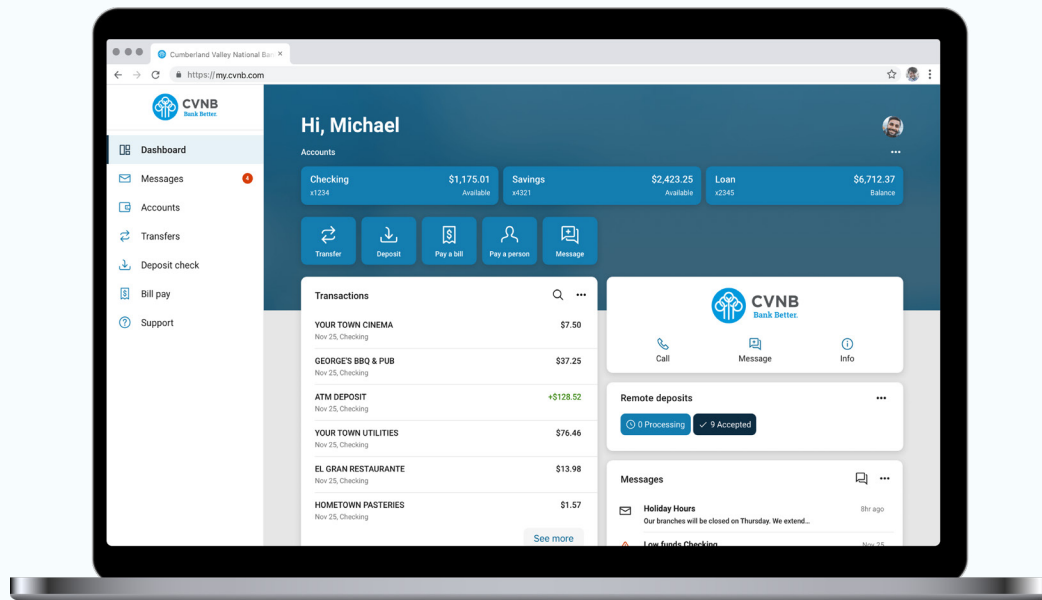 Cumberland Valley National Ban
https://my.cvnb.com
CVNB
Bank Better.
Dashboard
Messages
4
Accounts
Transfers
Deposit check
Bill pay
Support
Hi, Michael
Accounts
Checking $1,175.01
x1234 Available
Savings $2,423.25
x4321 Available
Loan $6,712.37
x2345 Balance
Transfer
Deposit
Pay a bill
Pay a person
Message
Transactions
YOUR TOWN CINEMA $7.50
Nov 25, Checking
GEORGE'S BBQ & PUB $37.25
Nov 25, Checking
ATM DEPOSIT +$128.52
Nov 25, Checking
YOUR TOWN UTILITIES $76.46
Nov 25, Checking
EL GRAN RESTAURANTE $13.98
Nov 25, Checking
HOMETOWN PASTERIES $1.57
Nov 25, Checking
See more
CVNB
Bank Better.
Call
Message
Info
Remote deposits
0 Processing
9 Accepted
Messages
Holiday Hours 8hr ago
Our branches will be closed on Thursday. We extend...
Low funds Checking Nov 25